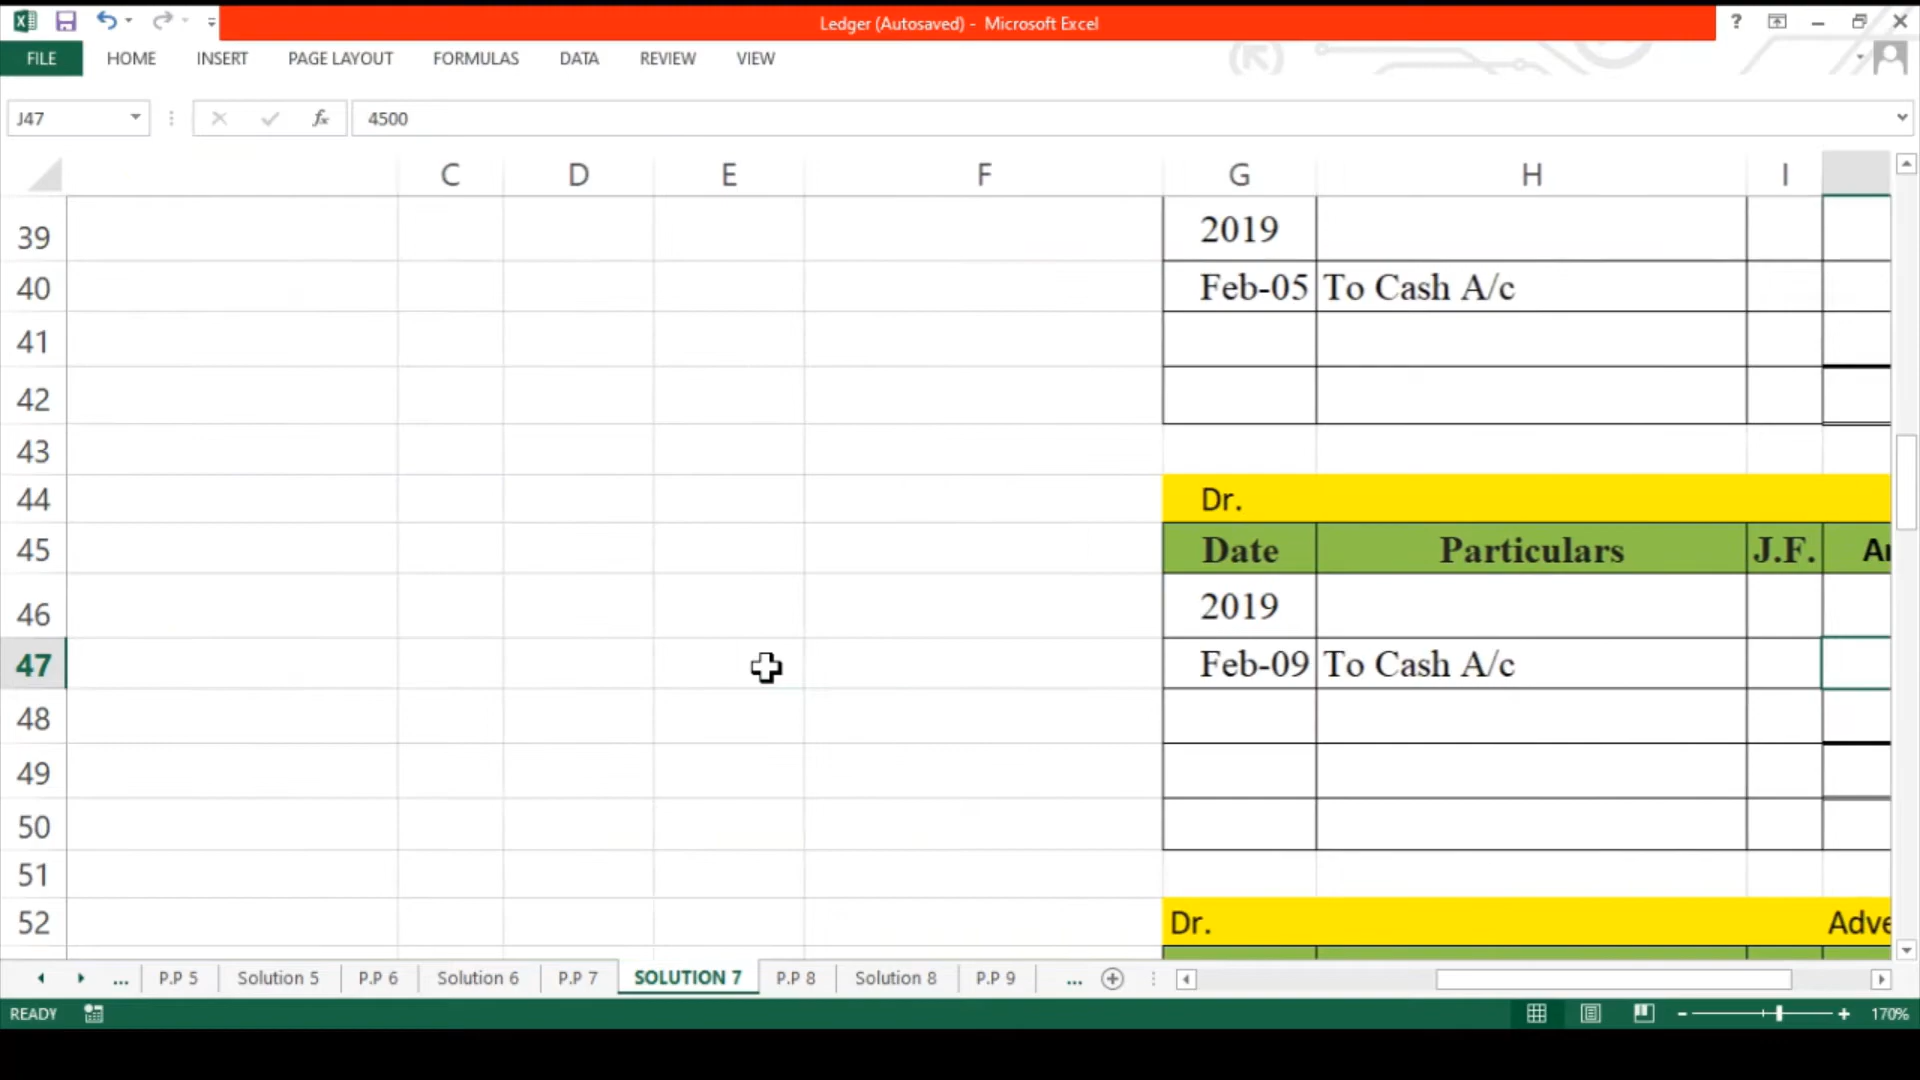 Ledger (Autosaved) - Microsoft Excel
?
FILE HOME INSERT PAGE LAYOUT FORMULAS DATA REVIEW VIEW
J47 fx 4500
C D E F G H I
39 2019
40 Feb-05 To Cash A/c
41
42
43
44 Dr.
45 Date Particulars J.F.
46 2019
47 Feb-09 To Cash A/c
48
49
50
51
52 Dr. Adve
... P.P 5 Solution 5 P.P 6 Solution 6 P.P 7 SOLUTION 7 P.P 8 Solution 8 P.P 9 ...
READY 170%